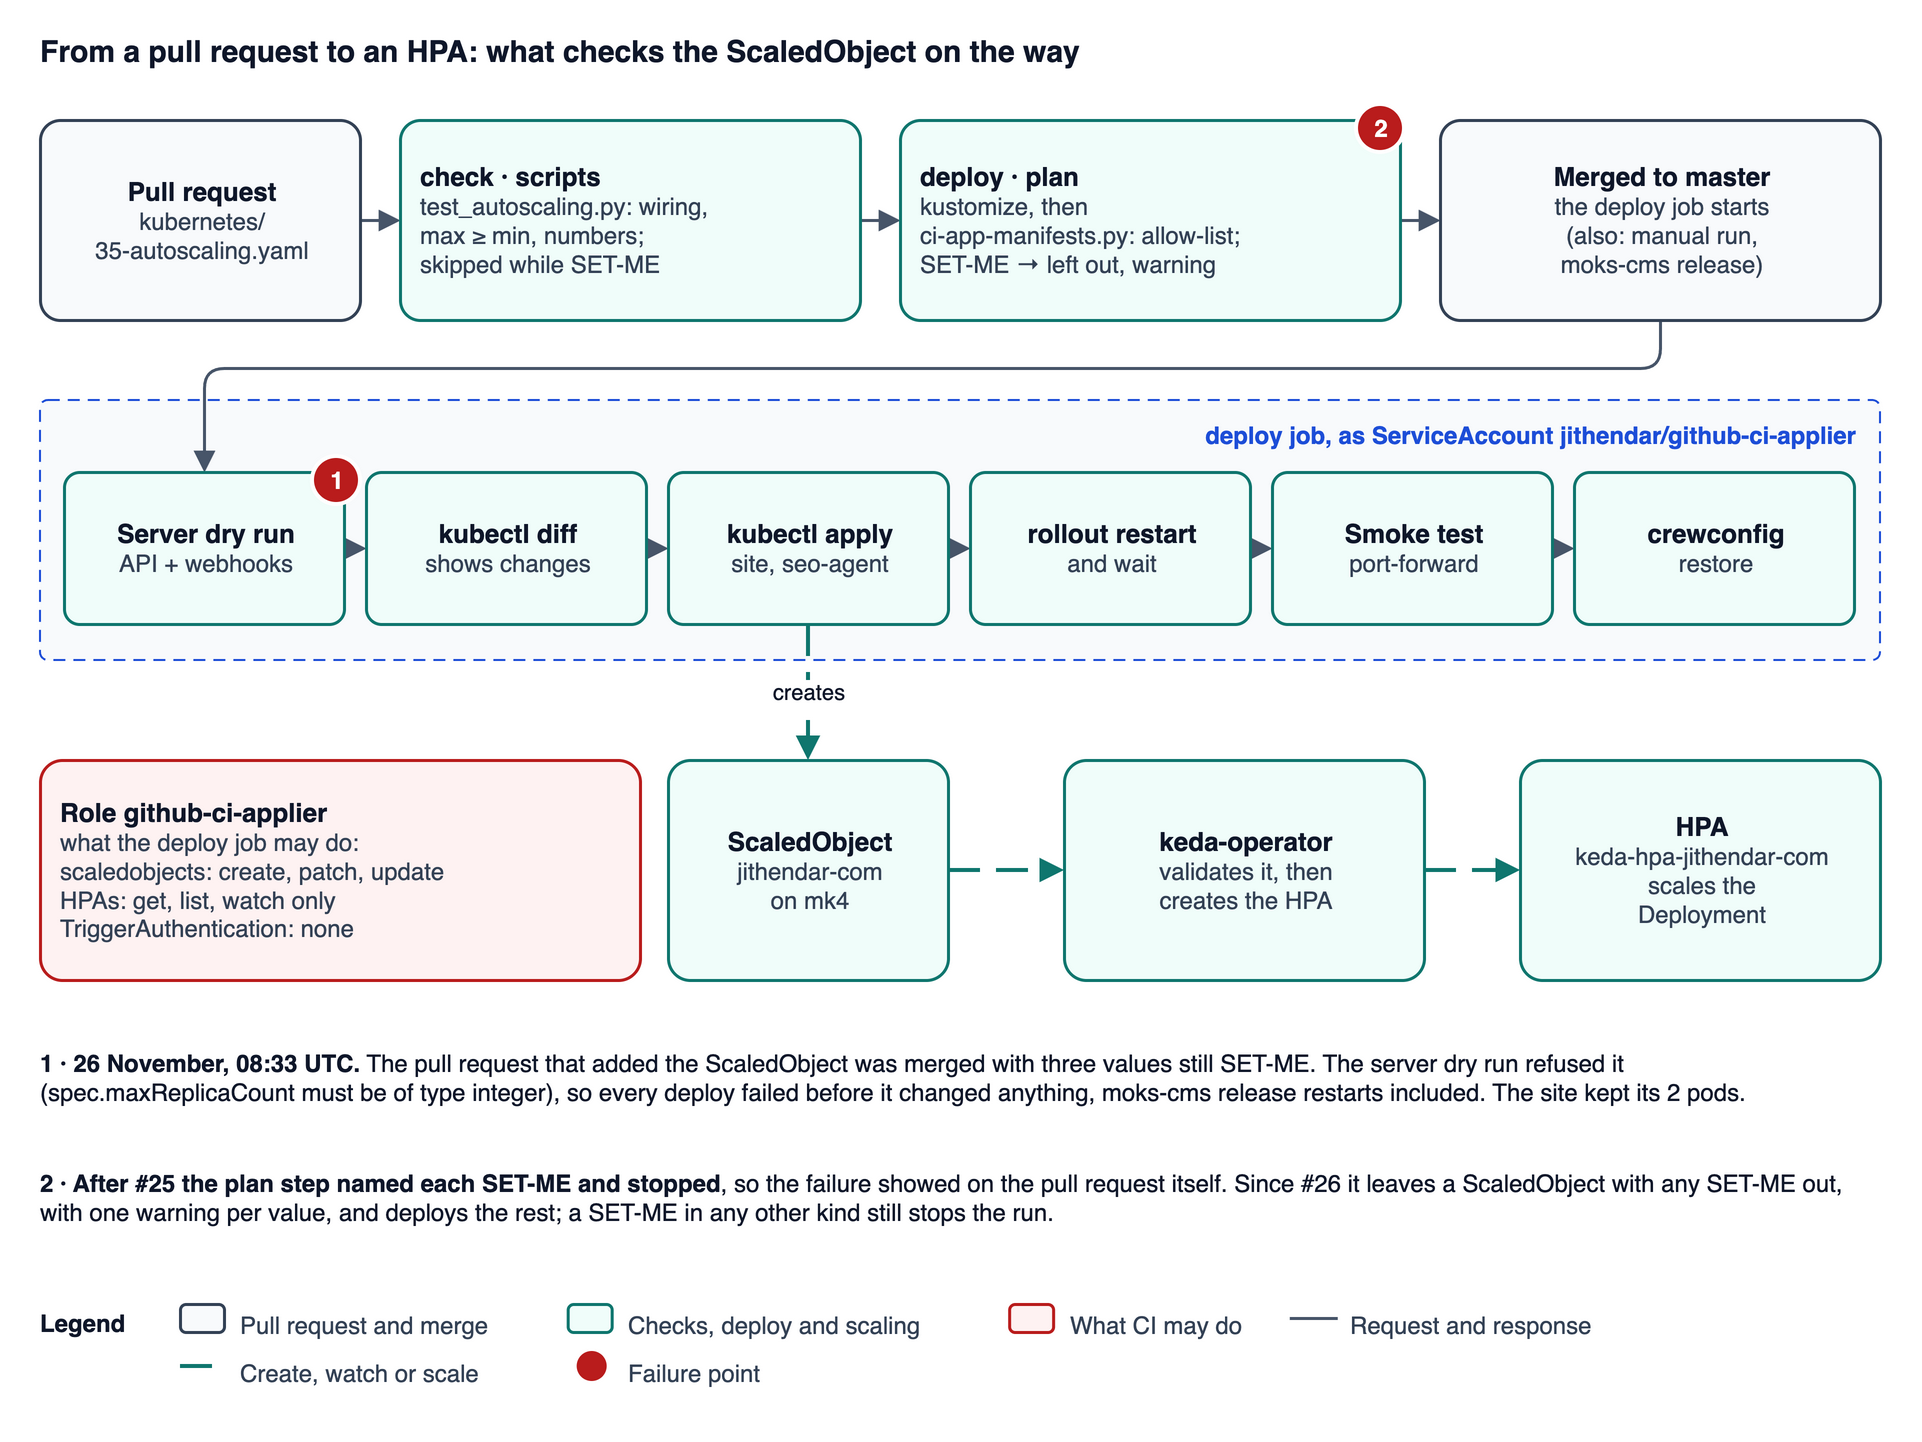 From a pull request to an HPA: what checks the ScaledObject on the way
Pull request
kubernetes/
35-autoscaling.yaml
check · scripts
test_autoscaling.py: wiring,
max ≥ min, numbers;
skipped while SET-ME
2
deploy · plan
kustomize, then
ci-app-manifests.py: allow-list;
SET-ME → left out, warning
Merged to master
the deploy job starts
(also: manual run,
moks-cms release)
deploy job, as ServiceAccount jithendar/github-ci-applier
1
Server dry run
API + webhooks
kubectl diff
shows changes
kubectl apply
site, seo-agent
rollout restart
and wait
Smoke test
port-forward
crewconfig
restore
creates
Role github-ci-applier
what the deploy job may do:
scaledobjects: create, patch, update
HPAs: get, list, watch only
TriggerAuthentication: none
ScaledObject
jithendar-com
on mk4
keda-operator
validates it, then
creates the HPA
HPA
keda-hpa-jithendar-com
scales the
Deployment
1 · 26 November, 08:33 UTC. The pull request that added the ScaledObject was merged with three values still SET-ME. The server dry run refused it
(spec.maxReplicaCount must be of type integer), so every deploy failed before it changed anything, moks-cms release restarts included. The site kept its 2 pods.
2 · After #25 the plan step named each SET-ME and stopped, so the failure showed on the pull request itself. Since #26 it leaves a ScaledObject with any SET-ME out,
with one warning per value, and deploys the rest; a SET-ME in any other kind still stops the run.
Legend
Pull request and merge
Checks, deploy and scaling
What CI may do
Request and response
Create, watch or scale
Failure point